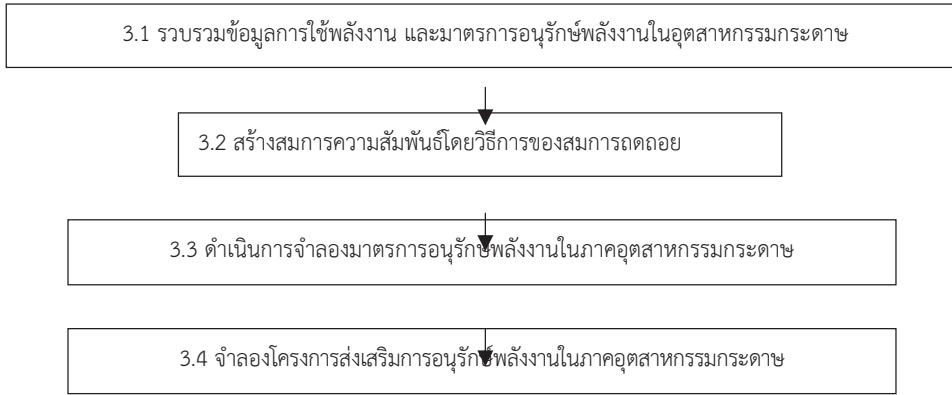 3.1 รวบรวมข้อมูลการใช้พลังงาน และมาตรการอนุรักษ์พลังงานในอุตสาหกรรมกระดาษ
3.2 สร้างสมการความสัมพันธ์โดยวิธีการของสมการถดถอย
3.3 ดำเนินการจำลองมาตรการอนุรักษ์พลังงานในภาคอุตสาหกรรมกระดาษ
3.4 จำลองโครงการส่งเสริมการอนุรักษ์พลังงานในภาคอุตสาหกรรมกระดาษ